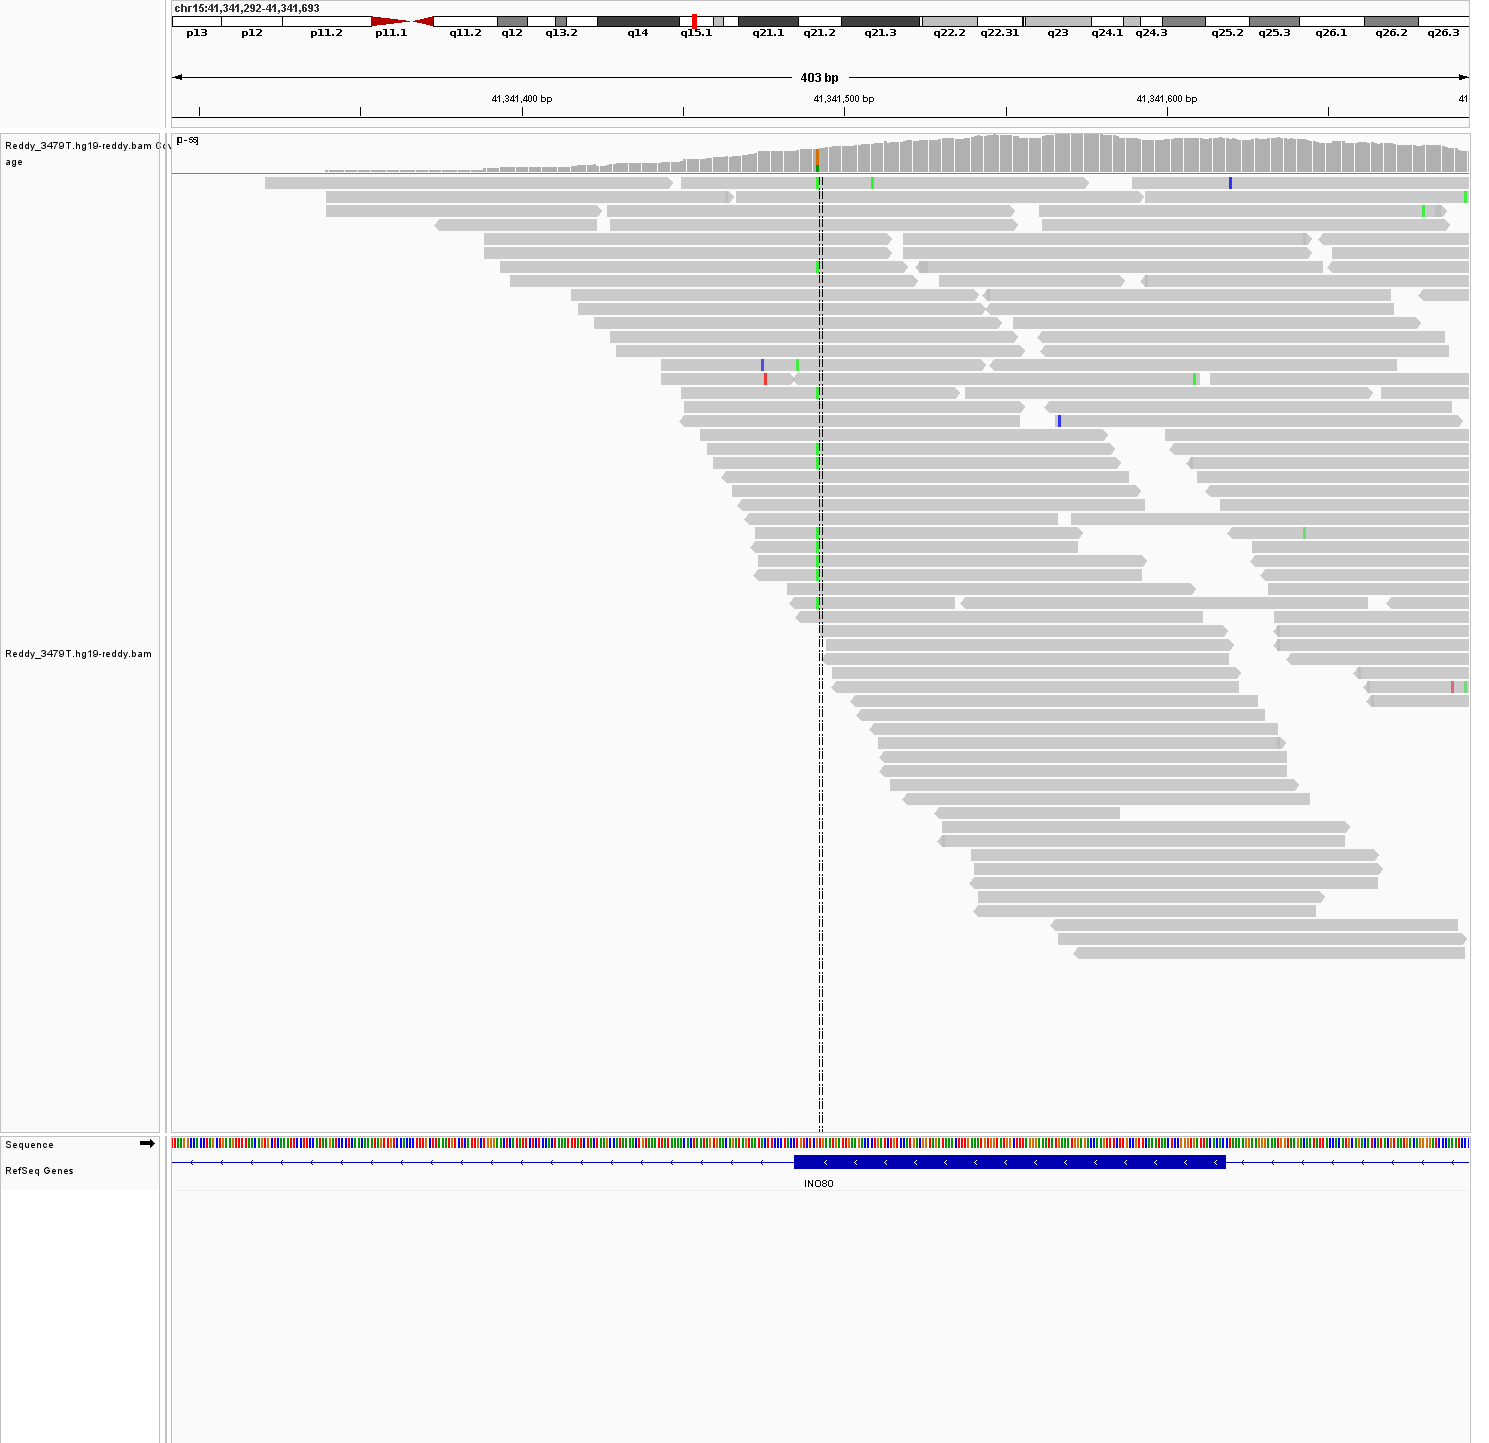 chr15:41,341,292-41,341,693
p13 p12 p11.2 p11.1 q11.2 q12 q13.2 q14 q15.1 q21.1 q21.2 q21.3 q22.2 q22.31 q23 q24.1 q24.3 q25.2 q25.3 q26.1 q26.2 q26.3
403 bp
41,341,400 bp 41,341,500 bp 41,341,600 bp 41
Reddy_3479T.hg19-reddy.bam Cov
age
Reddy_3479T.hg19-reddy.bam
Sequence
RefSeq Genes
INO80